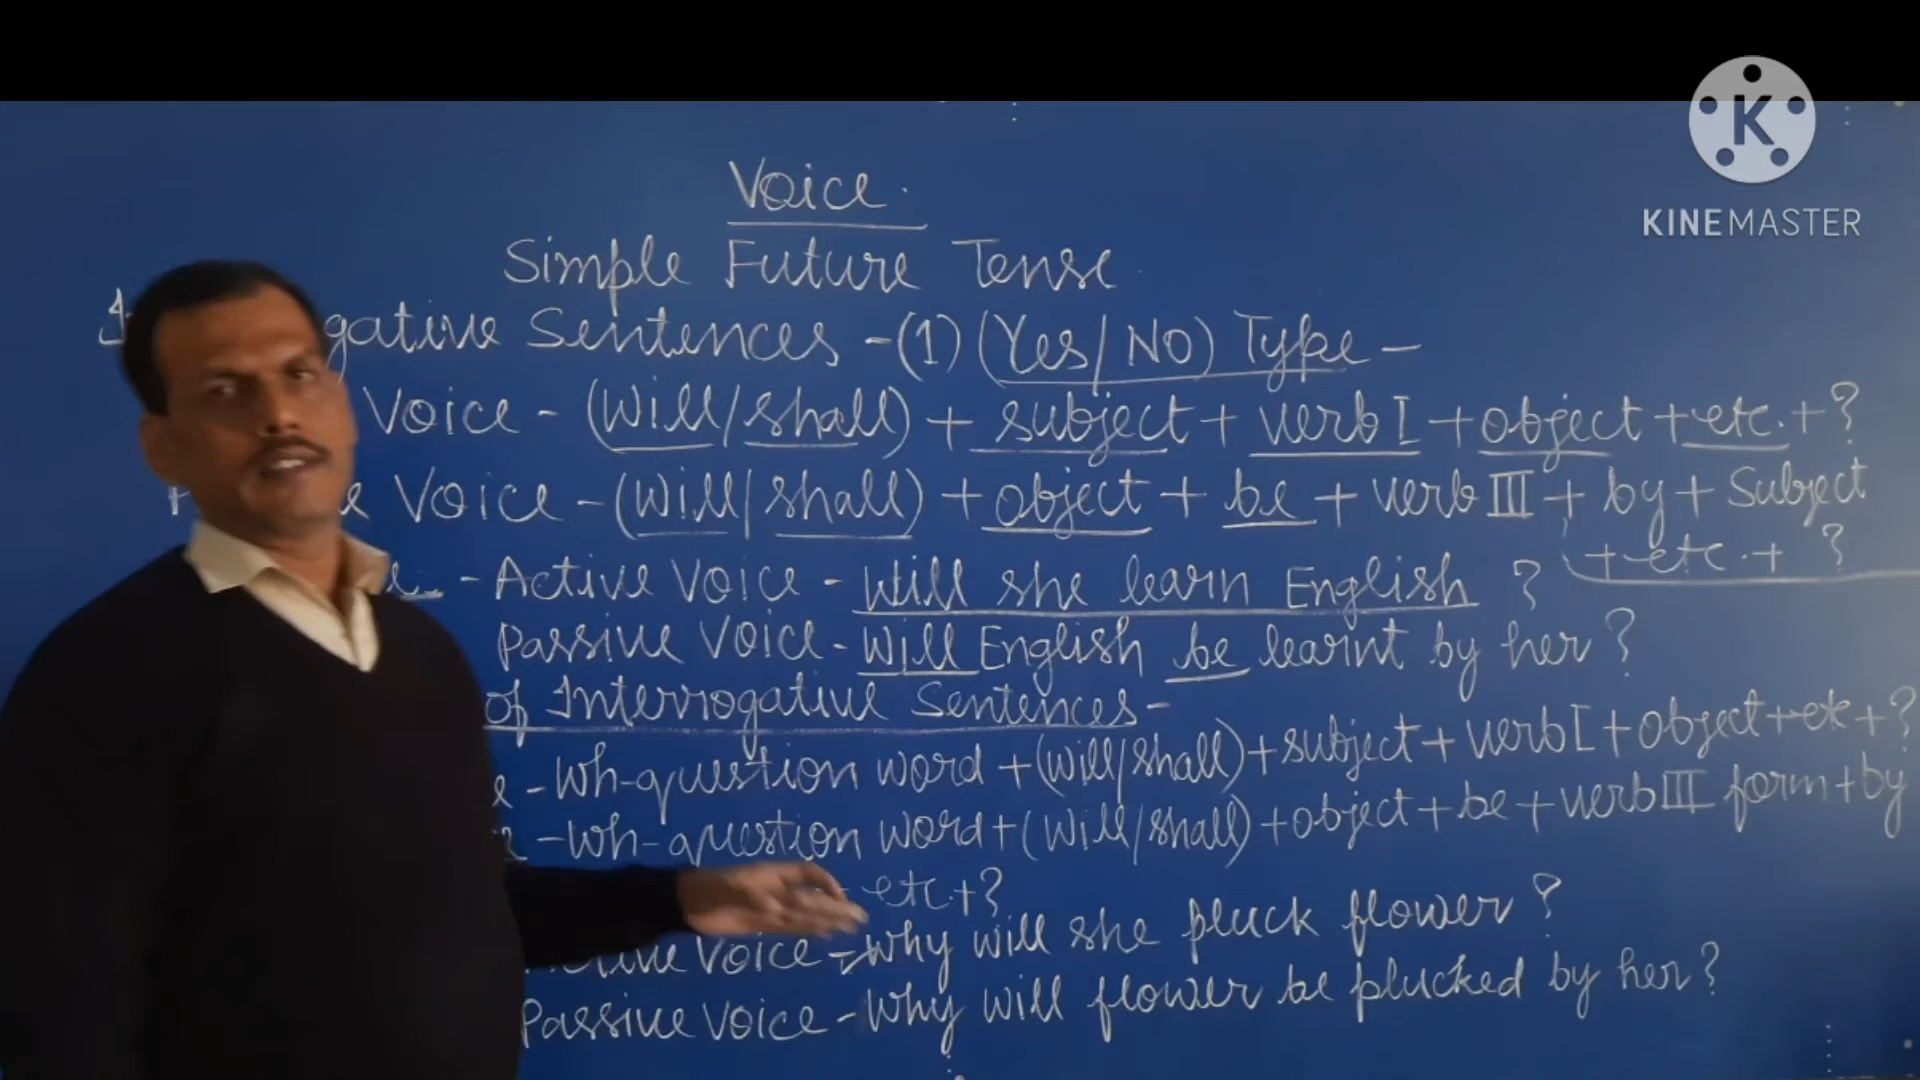 KINEMASTER
Voice.
Simple Future Tense
gative Sentences - (1) (Yes/No) Type -
Voice - (Will/shall) + subject + verb I + object + etc. + ?
Voice - (Will/shall) + object + be + verb III + by + Subject
+ etc. + ?
- Active Voice - Will she learn English ?
Passive Voice - Will English be learnt by her ?
of Interrogative Sentences -
- Wh-question word + (will/shall) + subject + verb I + object + etc + ?
- Wh-question word + (Will/shall) + object + be + verb III form + by
etc. + ?
Voice - Why will she pluck flower ?
Passive Voice - Why will flower be plucked by her ?